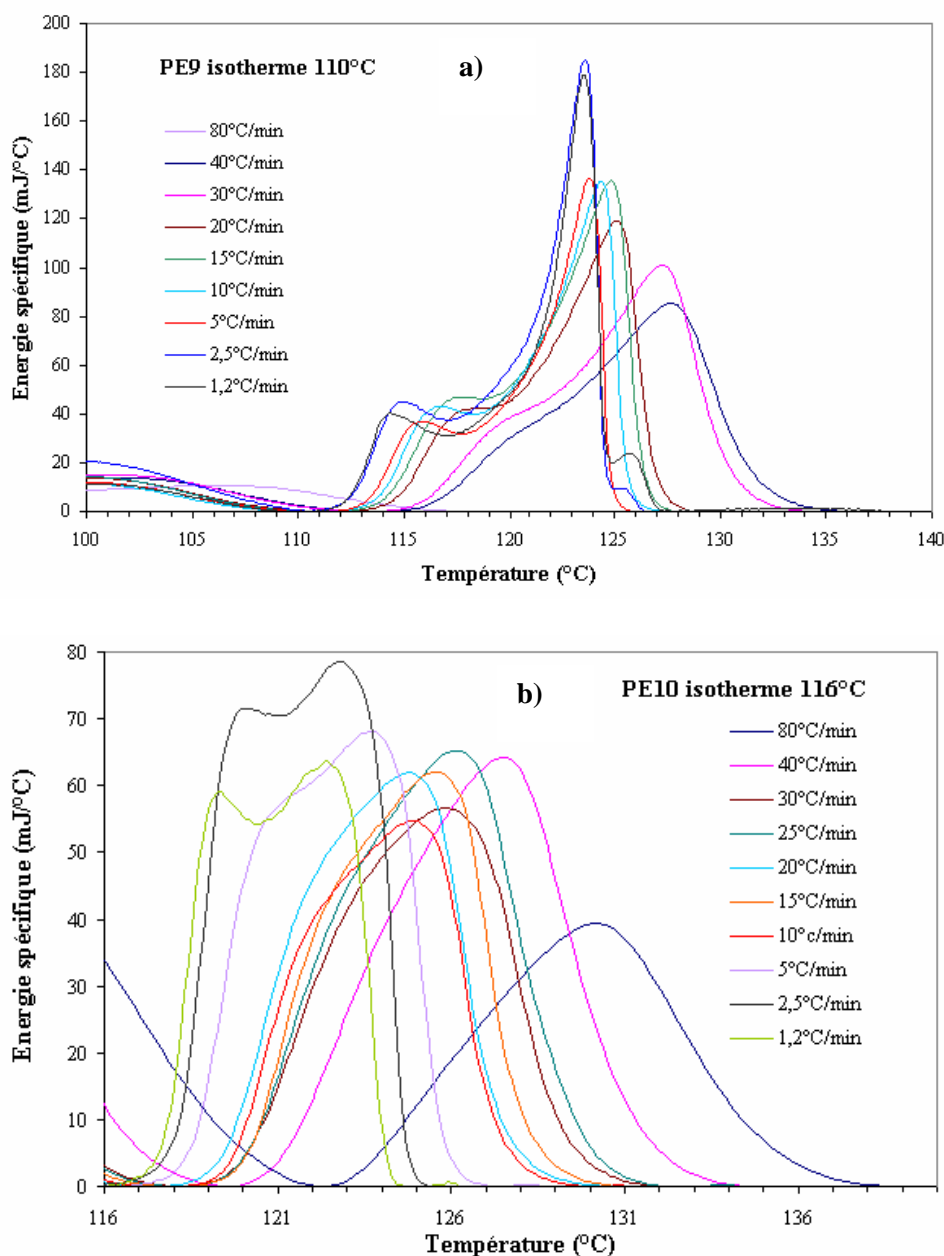 200
180
160
140
120
100
80
60
40
20
0
Energie spécifique (mJ/°C)
PE9 isotherme 110°C
a)
80°C/min
40°C/min
30°C/min
20°C/min
15°C/min
10°C/min
5°C/min
2,5°C/min
1,2°C/min
100 105 110 115 120 125 130 135 140
Température (°C)
80
70
60
50
40
30
20
10
0
Energie spécifique (mJ/°C)
b)
PE10 isotherme 116°C
80°C/min
40°C/min
30°C/min
25°C/min
20°C/min
15°C/min
10°c/min
5°C/min
2,5°C/min
1,2°C/min
116 121 126 131 136
Température (°C)